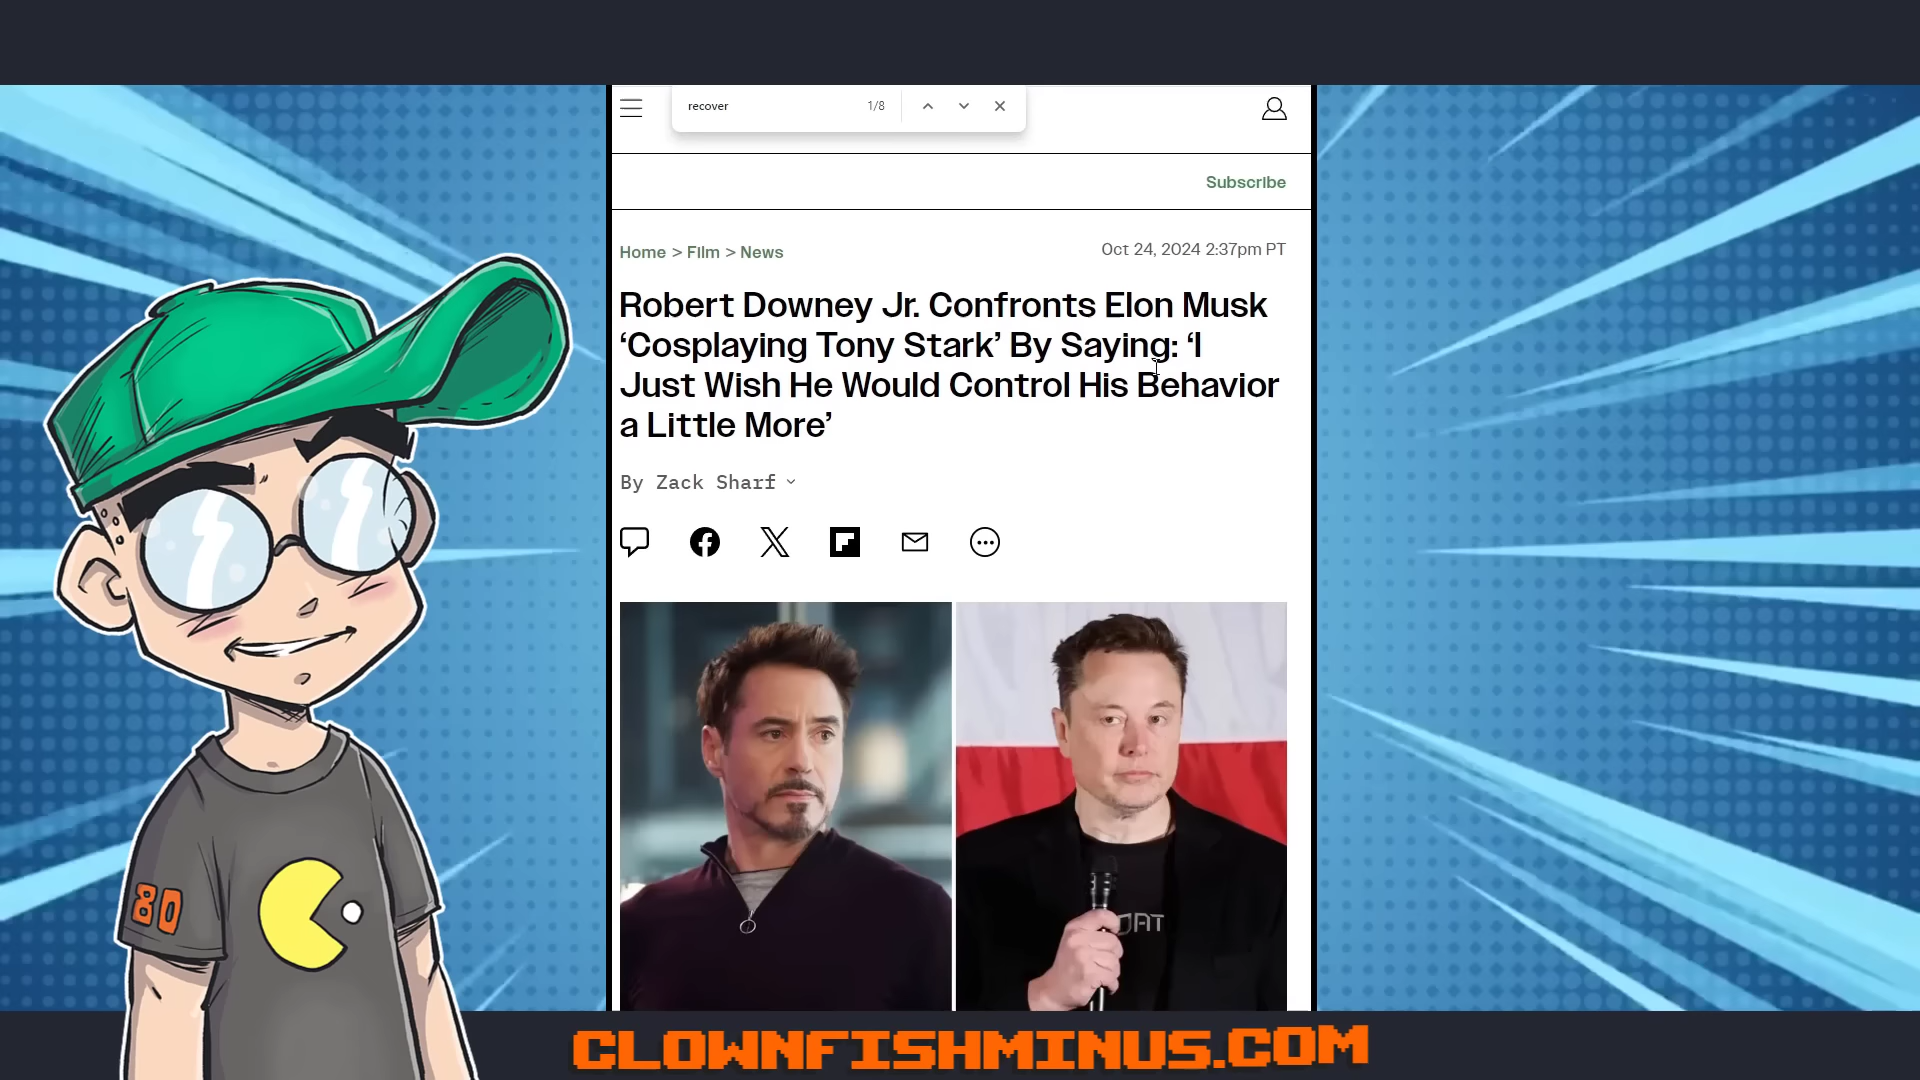 recover 1/8
Subscribe
Home > Film > News
Oct 24, 2024 2:37pm PT
Robert Downey Jr. Confronts Elon Musk
‘Cosplaying Tony Stark’ By Saying: ‘I
Just Wish He Would Control His Behavior
a Little More’
By Zack Sharf
80
CLOWNFISHMINUS.COM